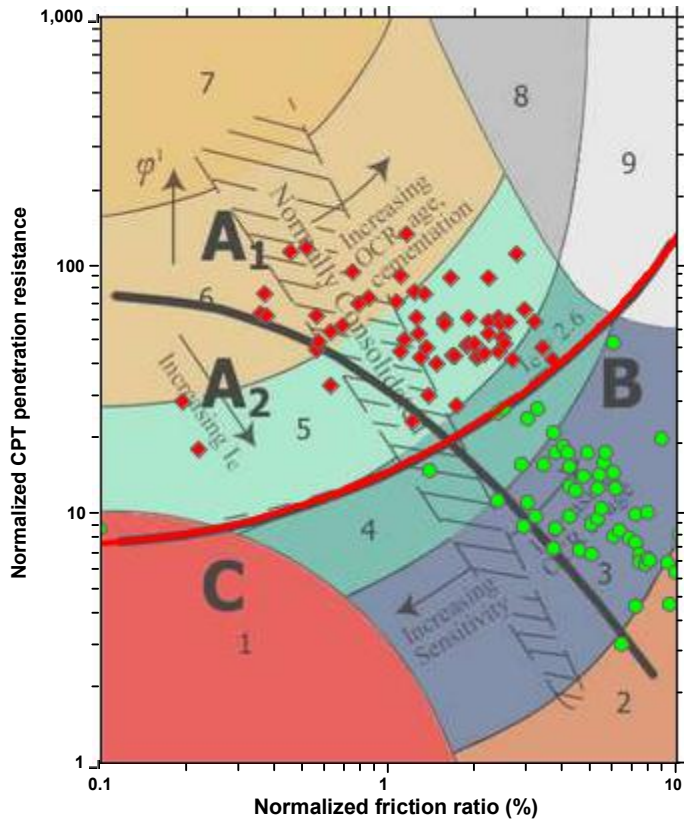 1,000
100
10
1
Normalized CPT penetration resistance
0.1
1
10
Normalized friction ratio (%)
7
8
9
φ'
A1
Normally Consolidated
Increasing
OCR, age,
cementation
6
A2
Increasing Ic
5
Ic
2.6
B
4
3
C
1
Increasing
Sensitivity
2